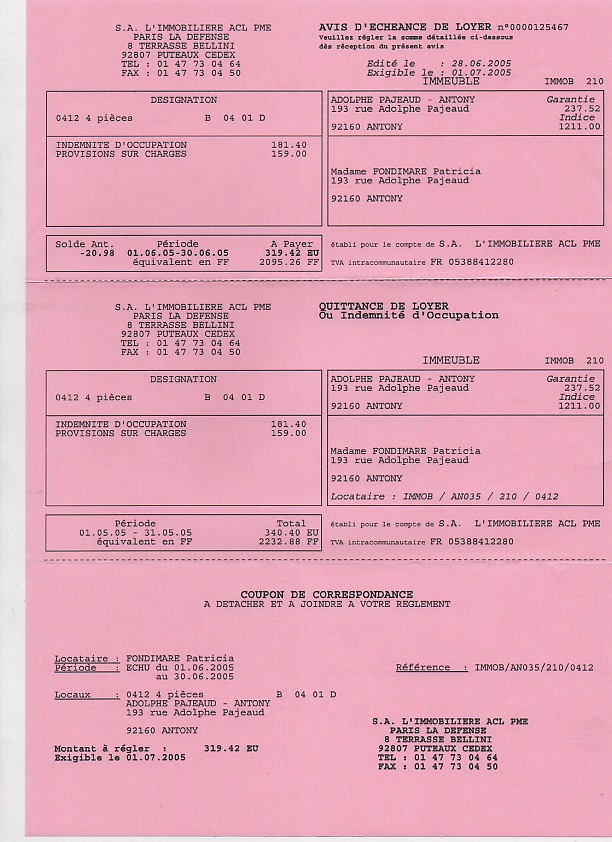 S.A. L'IMMOBILIERE ACL PME
PARIS LA DEFENSE
8 TERRASSE BELLINI
92807 PUTEAUX CEDEX
TEL : 01 47 73 04 64
FAX : 01 47 73 04 50
AVIS D'ECHEANCE DE LOYER n°0000125467
Veuillez régler la somme détaillée ci-dessous
dès réception du présent avis
Edité le : 28.06.2005
Exigible le : 01.07.2005
IMMEUBLE IMMOB 210
DESIGNATION
0412 4 pièces B 04 01 D
INDEMNITE D'OCCUPATION 181.40
PROVISIONS SUR CHARGES 159.00
ADOLPHE PAJEAUD - ANTONY Garantie
193 rue Adolphe Pajeaud 237.52
Indice
92160 ANTONY 1211.00
Madame FONDIMARE Patricia
193 rue Adolphe Pajeaud
92160 ANTONY
Solde Ant. Période A Payer
-20.98 01.06.05-30.06.05 319.42 EU
équivalent en FF 2095.26 FF
établi pour le compte de S.A. L'IMMOBILIERE ACL PME
TVA intracommunautaire FR 05388412280
S.A. L'IMMOBILIERE ACL PME
PARIS LA DEFENSE
8 TERRASSE BELLINI
92807 PUTEAUX CEDEX
TEL : 01 47 73 04 64
FAX : 01 47 73 04 50
QUITTANCE DE LOYER
Ou Indemnité d'Occupation
IMMEUBLE IMMOB 210
DESIGNATION
0412 4 pièces B 04 01 D
INDEMNITE D'OCCUPATION 181.40
PROVISIONS SUR CHARGES 159.00
ADOLPHE PAJEAUD - ANTONY Garantie
193 rue Adolphe Pajeaud 237.52
Indice
92160 ANTONY 1211.00
Madame FONDIMARE Patricia
193 rue Adolphe Pajeaud
92160 ANTONY
Locataire : IMMOB / AN035 / 210 / 0412
Période Total
01.05.05 - 31.05.05 340.40 EU
équivalent en FF 2232.88 FF
établi pour le compte de S.A. L'IMMOBILIERE ACL PME
TVA intracommunautaire FR 05388412280
COUPON DE CORRESPONDANCE
A DETACHER ET A JOINDRE A VOTRE REGLEMENT
Locataire : FONDIMARE Patricia
Période : ECHU du 01.06.2005
au 30.06.2005
Référence : IMMOB/AN035/210/0412
Locaux : 0412 4 pièces B 04 01 D
ADOLPHE PAJEAUD - ANTONY
193 rue Adolphe Pajeaud
92160 ANTONY
Montant à régler : 319.42 EU
Exigible le 01.07.2005
S.A. L'IMMOBILIERE ACL PME
PARIS LA DEFENSE
8 TERRASSE BELLINI
92807 PUTEAUX CEDEX
TEL : 01 47 73 04 64
FAX : 01 47 73 04 50